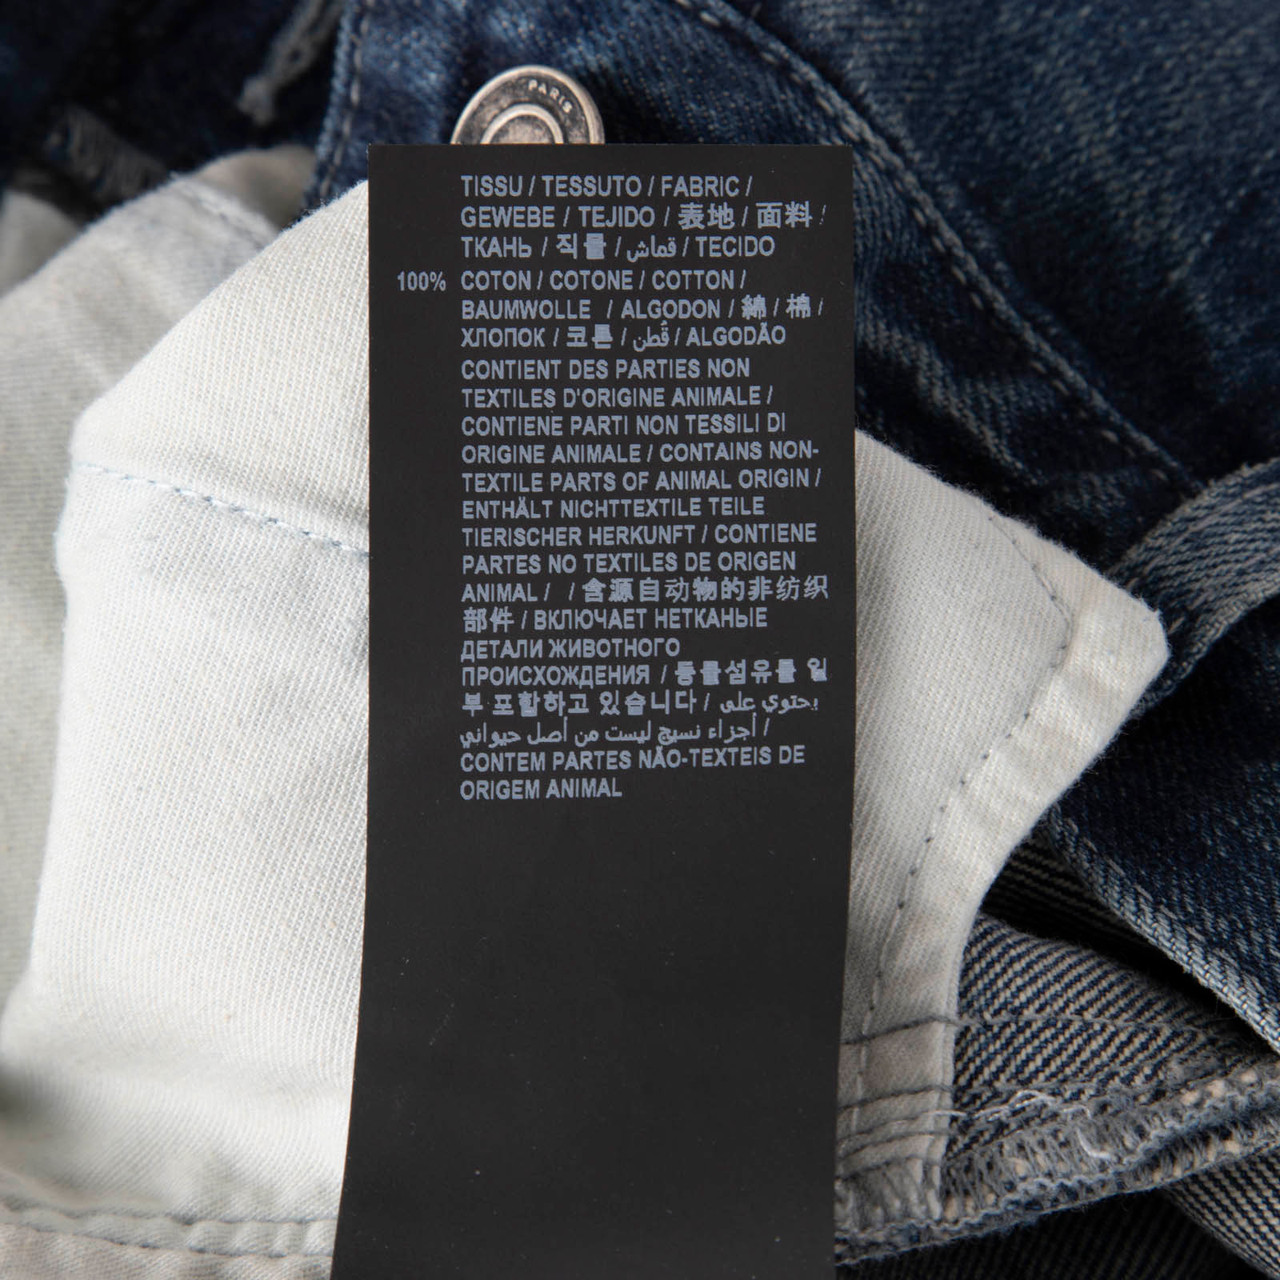 PARIS
TISSU / TESSUTO / FABRIC /
GEWEBE / TEJIDO / 表地 / 面料 /
ТКАНЬ / 직물 / قماش / TECIDO
100% COTON / COTONE / COTTON /
BAUMWOLLE / ALGODON / 綿 / 棉 /
ХЛОПОК / 코튼 / قُطن / ALGODÃO
CONTIENT DES PARTIES NON
TEXTILES D'ORIGINE ANIMALE /
CONTIENE PARTI NON TESSILI DI
ORIGINE ANIMALE / CONTAINS NON-
TEXTILE PARTS OF ANIMAL ORIGIN /
ENTHÄLT NICHTTEXTILE TEILE
TIERISCHER HERKUNFT / CONTIENE
PARTES NO TEXTILES DE ORIGEN
ANIMAL / / 含源自动物的非纺织
部件 / ВКЛЮЧАЕТ НЕТКАНЫЕ
ДЕТАЛИ ЖИВОТНОГО
ПРОИСХОЖДЕНИЯ / 동물섬유를 일
부 포함하고 있습니다 / يحتوي على
أجزاء نسيج ليست من أصل حيواني /
CONTEM PARTES NÃO-TEXTEIS DE
ORIGEM ANIMAL